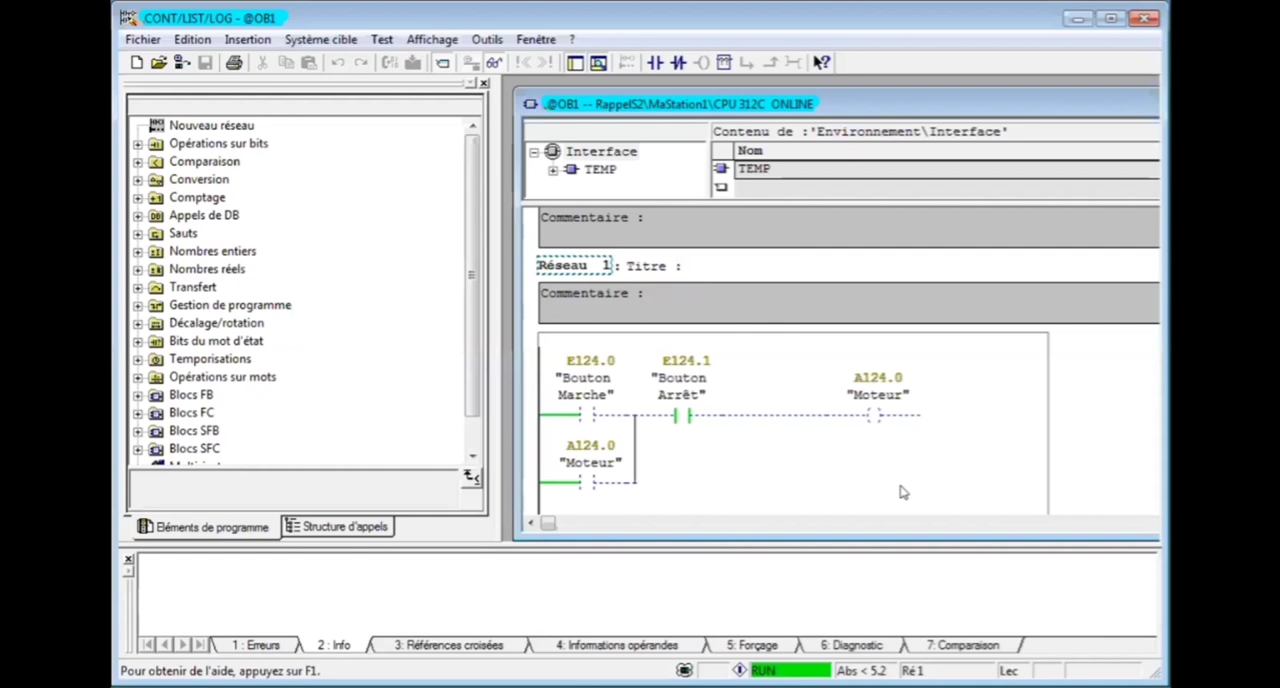 CONT/LIST/LOG - @OB1
Fichier Edition Insertion Système cible Test Affichage Outils Fenêtre ?
@OB1 -- RappelS2\MaStation1\CPU 312C ONLINE
Nouveau réseau
Opérations sur bits
Comparaison
Conversion
Comptage
Appels de DB
Sauts
Nombres entiers
Nombres réels
Transfert
Gestion de programme
Décalage/rotation
Bits du mot d'état
Temporisations
Opérations sur mots
Blocs FB
Blocs FC
Blocs SFB
Blocs SFC
Eléments de programme
Structure d'appels
Contenu de :'Environnement\Interface'
Interface
TEMP
Nom
TEMP
Commentaire :
Réseau 1 : Titre :
Commentaire :
E124.0
"Bouton
Marche"
E124.1
"Bouton
Arrêt"
A124.0
"Moteur"
A124.0
"Moteur"
1 : Erreurs
2 : Info
3: Références croisées
4: Informations opérandes
5: Forçage
6: Diagnostic
7: Comparaison
Pour obtenir de l'aide, appuyez sur F1.
RUN
Abs < 5.2
Ré 1
Lec